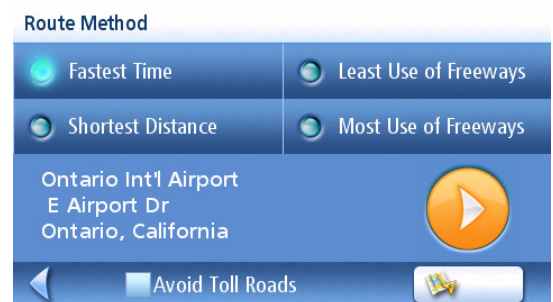 Route Method
Fastest Time
Least Use of Freeways
Shortest Distance
Most Use of Freeways
Ontario Int'l Airport
E Airport Dr
Ontario, California
Avoid Toll Roads